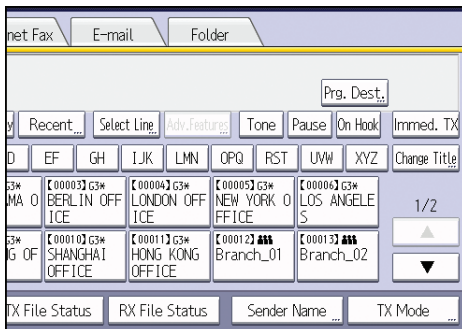 net Fax E-mail Folder
Prg. Dest.
y Recent Select Line Adv.Features Tone Pause On Hook Immed. TX
D EF GH IJK LMN OPQ RST UVW XYZ Change Title
G3* 【00003】G3* 【00004】G3* 【00005】G3* 【00006】G3*
MA O BERLIN OFF LONDON OFF NEW YORK O LOS ANGELE 1/2
ICE ICE FFICE S
G3* 【00010】G3* 【00011】G3* 【00012】 【00013】
G OF SHANGHAI HONG KONG Branch_01 Branch_02
OFFICE OFFICE
TX File Status RX File Status Sender Name TX Mode